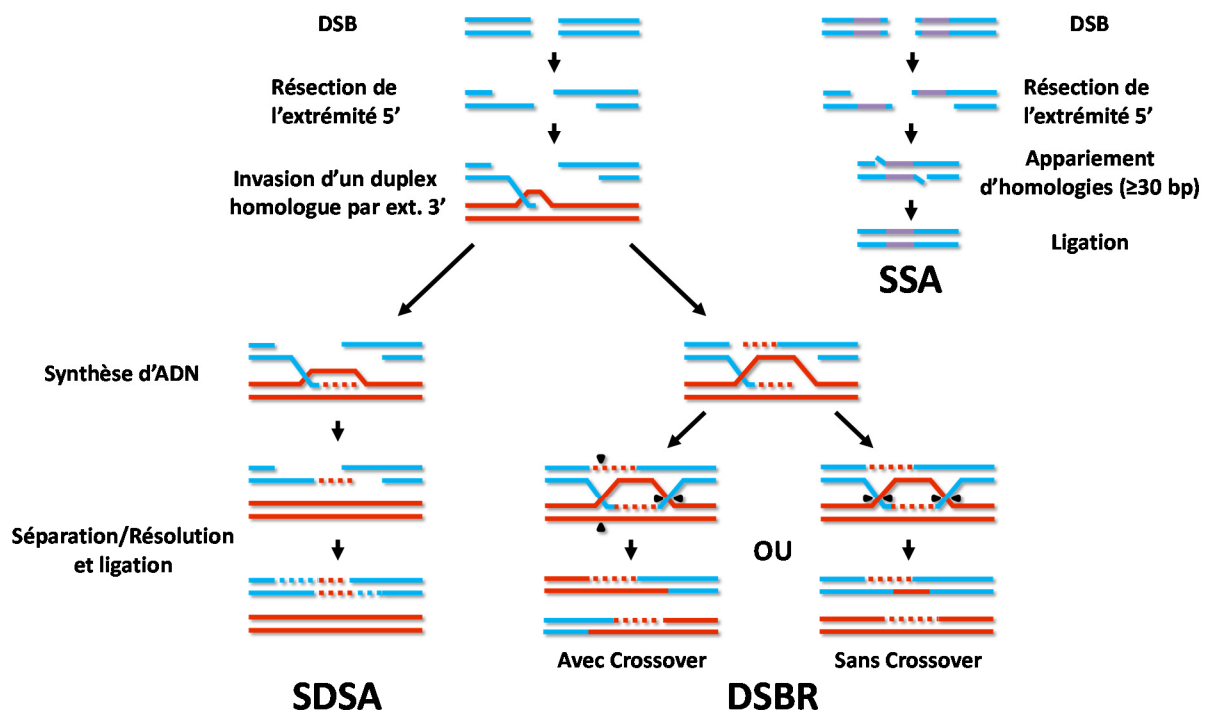 DSB
Résection de
l'extrémité 5'
Invasion d'un duplex
homologue par ext. 3'
DSB
Résection de
l'extrémité 5'
Appariement
d'homologies (≥30 bp)
Ligation
SSA
Synthèse d'ADN
Séparation/Résolution
et ligation
OU
Avec Crossover
Sans Crossover
SDSA
DSBR